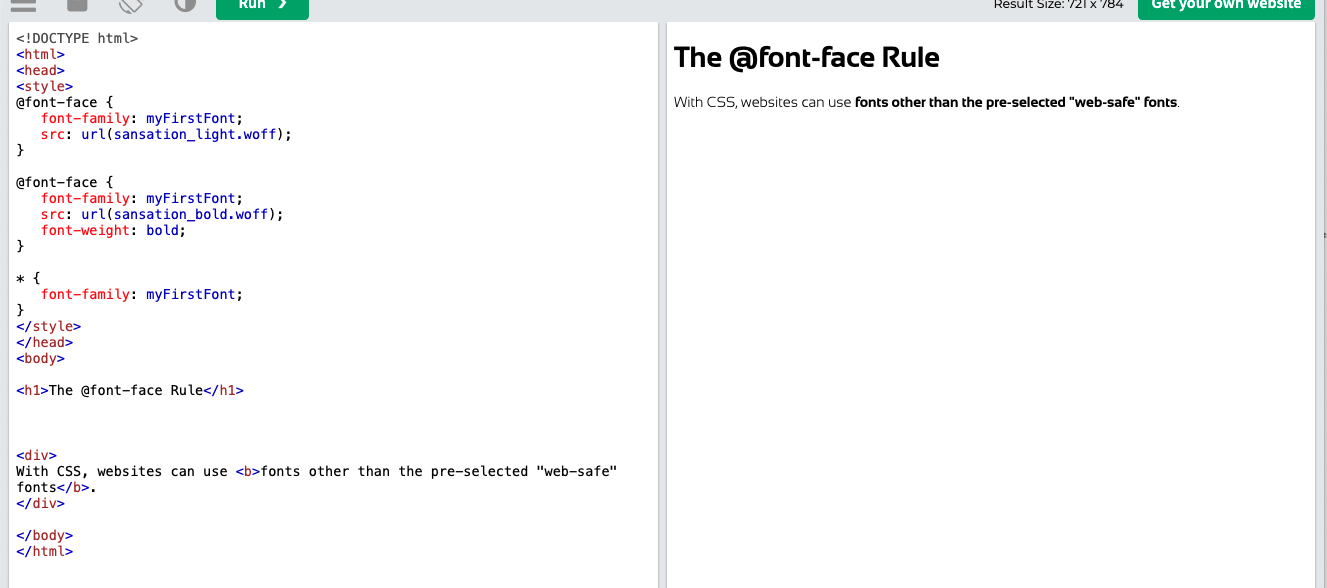 Run ❯
Result Size: 721 x 784
Get your own website
<!DOCTYPE html>
<html>
<head>
<style>
@font-face {
   font-family: myFirstFont;
   src: url(sansation_light.woff);
}

@font-face {
   font-family: myFirstFont;
   src: url(sansation_bold.woff);
   font-weight: bold;
}

* {
   font-family: myFirstFont;
}
</style>
</head>
<body>

<h1>The @font-face Rule</h1>

<div>
With CSS, websites can use <b>fonts other than the pre-selected "web-safe"
fonts</b>.
</div>

</body>
</html>
The @font-face Rule
With CSS, websites can use fonts other than the pre-selected "web-safe" fonts.